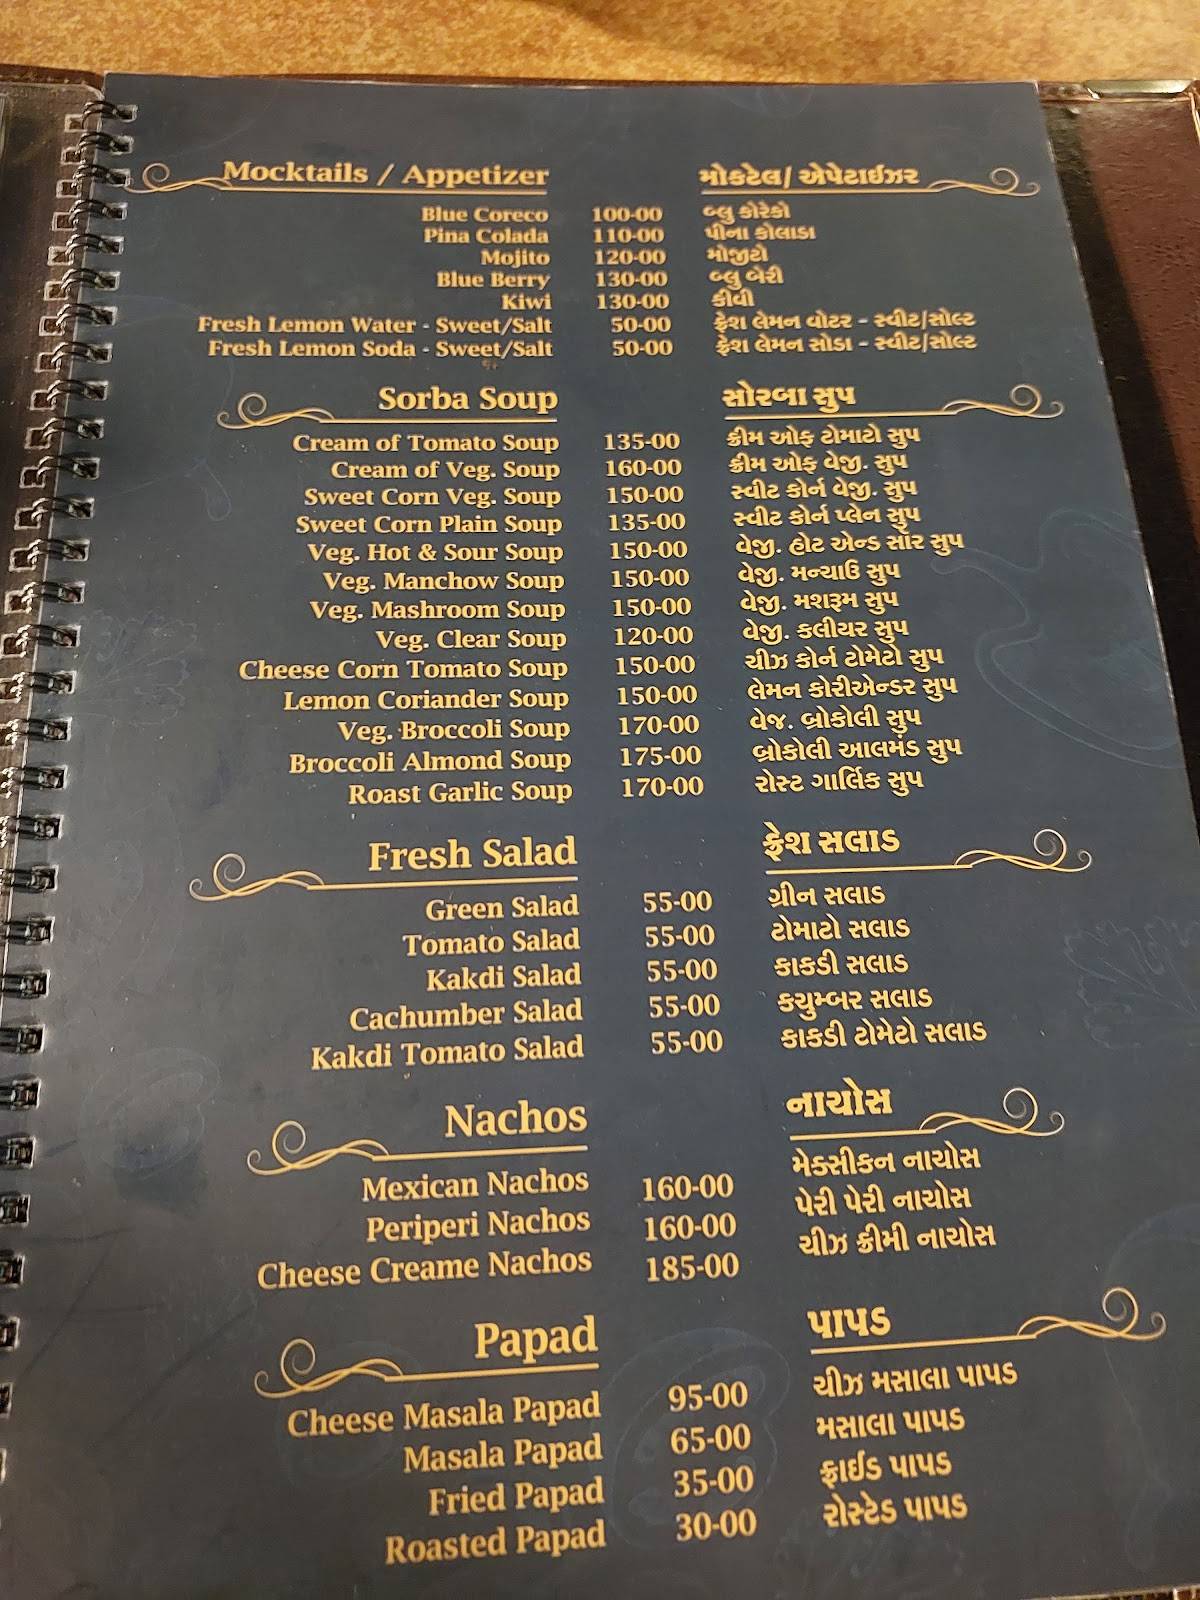 Mocktails / Appetizer મોકટેલ/ એપેટાઈઝર
Blue Coreco 100-00 બ્લુ કોરેકો
Pina Colada 110-00 પીના કોલાડા
Mojito 120-00 મોજીટો
Blue Berry 130-00 બ્લુ બેરી
Kiwi 130-00 કીવી
Fresh Lemon Water - Sweet/Salt 50-00 ફ્રેશ લેમન વોટર - સ્વીટ/સોલ્ટ
Fresh Lemon Soda - Sweet/Salt 50-00 ફ્રેશ લેમન સોડા - સ્વીટ/સોલ્ટ
Sorba Soup સોરબા સુપ
Cream of Tomato Soup 135-00 ક્રીમ ઓફ ટોમાટો સુપ
Cream of Veg. Soup 160-00 ક્રીમ ઓફ વેજી. સુપ
Sweet Corn Veg. Soup 150-00 સ્વીટ કોર્ન વેજી. સુપ
Sweet Corn Plain Soup 135-00 સ્વીટ કોર્ન પ્લેન સુપ
Veg. Hot & Sour Soup 150-00 વેજી. હોટ એન્ડ સૉર સુપ
Veg. Manchow Soup 150-00 વેજી. મન્ચાઉ સુપ
Veg. Mashroom Soup 150-00 વેજી. મશરૂમ સુપ
Veg. Clear Soup 120-00 વેજી. કલીયર સુપ
Cheese Corn Tomato Soup 150-00 ચીઝ કોર્ન ટોમેટો સુપ
Lemon Coriander Soup 150-00 લેમન કોરીએન્ડર સુપ
Veg. Broccoli Soup 170-00 વેજ. બ્રોકોલી સુપ
Broccoli Almond Soup 175-00 બ્રોકોલી આલમંડ સુપ
Roast Garlic Soup 170-00 રોસ્ટ ગાર્લિક સુપ
Fresh Salad ફ્રેશ સલાડ
Green Salad 55-00 ગ્રીન સલાડ
Tomato Salad 55-00 ટોમાટો સલાડ
Kakdi Salad 55-00 કાકડી સલાડ
Cachumber Salad 55-00 કચુમ્બર સલાડ
Kakdi Tomato Salad 55-00 કાકડી ટોમેટો સલાડ
Nachos નાચોસ
Mexican Nachos 160-00 મેક્સીકન નાચોસ
Periperi Nachos 160-00 પેરી પેરી નાચોસ
Cheese Creame Nachos 185-00 ચીઝ ક્રીમી નાચોસ
Papad પાપડ
Cheese Masala Papad 95-00 ચીઝ મસાલા પાપડ
Masala Papad 65-00 મસાલા પાપડ
Fried Papad 35-00 ફ્રાઈડ પાપડ
Roasted Papad 30-00 રોસ્ટેડ પાપડ